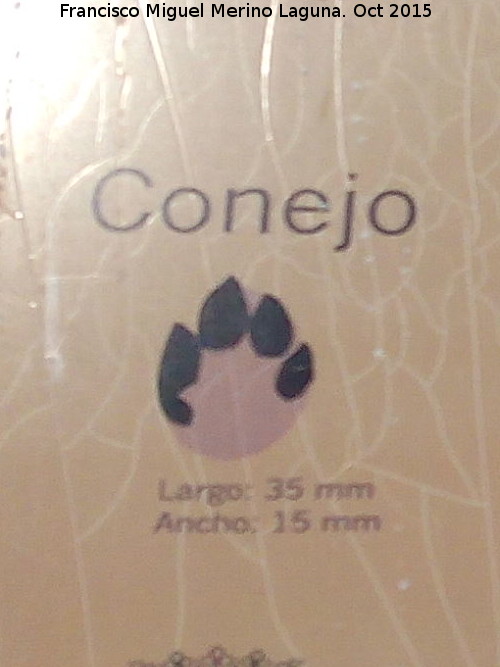 Francisco Miguel Merino Laguna. Oct 2015
Conejo
Largo: 35 mm
Ancho: 15 mm